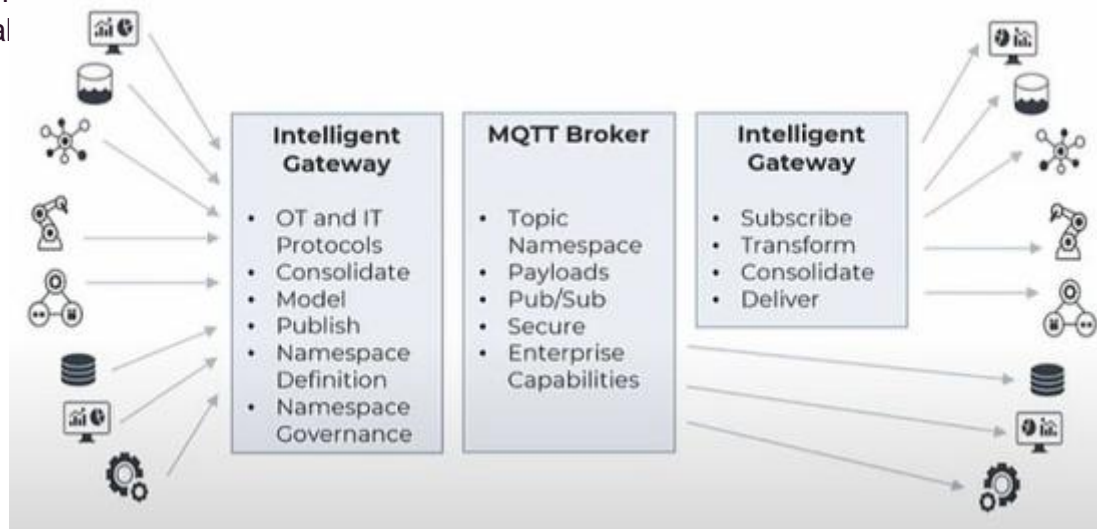 al
Intelligent
Gateway
• OT and IT
Protocols
• Consolidate
• Model
• Publish
• Namespace
Definition
• Namespace
Governance
MQTT Broker
• Topic
Namespace
• Payloads
• Pub/Sub
• Secure
• Enterprise
Capabilities
Intelligent
Gateway
• Subscribe
• Transform
• Consolidate
• Deliver